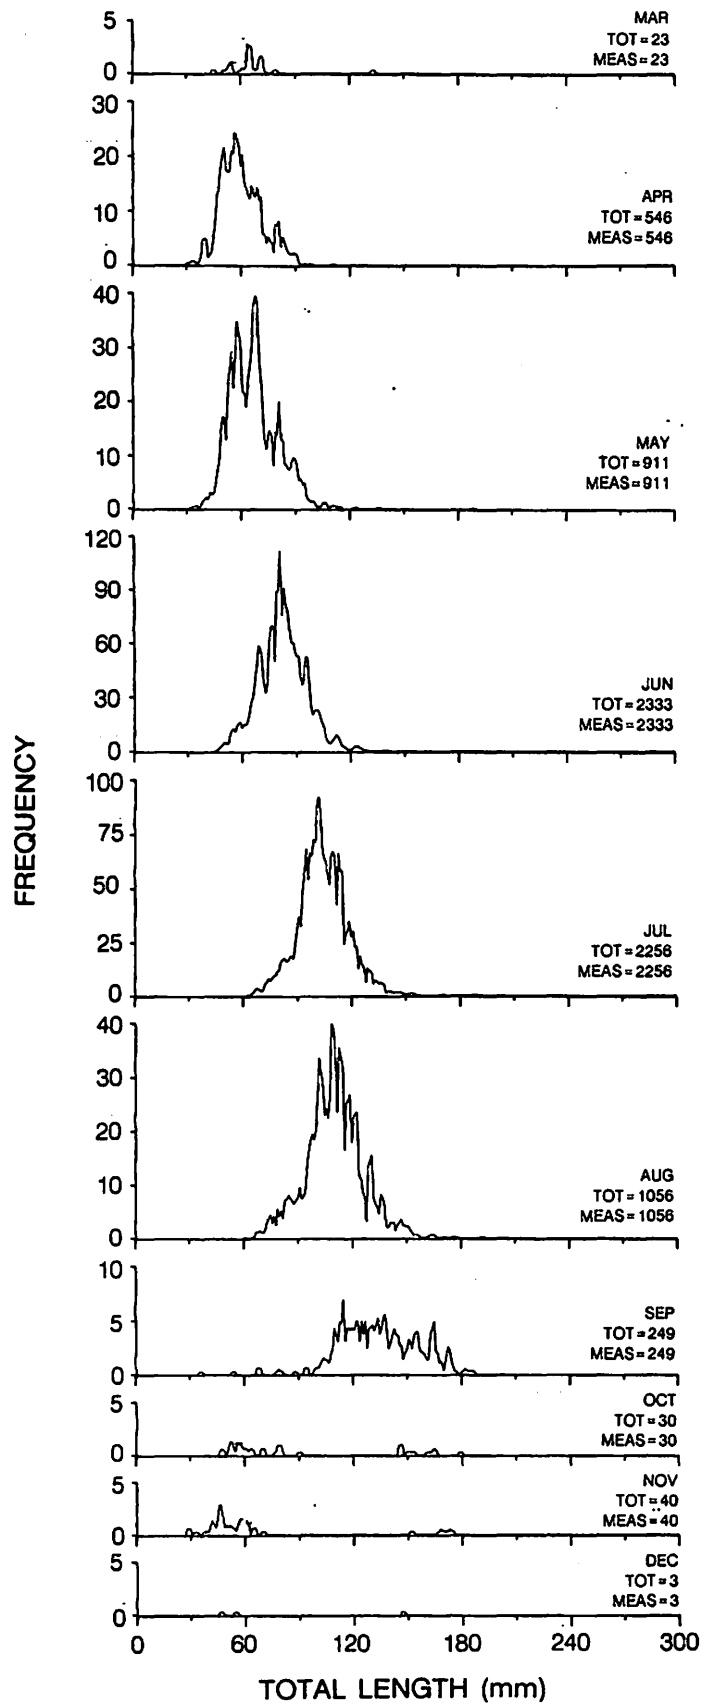 5
0
MAR
TOT=23
MEAS=23
30
20
10
0
APR
TOT=546
MEAS=546
40
30
20
10
0
MAY
TOT=911
MEAS=911
120
90
60
30
0
JUN
TOT=2333
MEAS=2333
100
75
50
25
0
JUL
TOT=2256
MEAS=2256
40
30
20
10
0
AUG
TOT=1056
MEAS=1056
10
5
0
SEP
TOT=249
MEAS=249
5
0
OCT
TOT=30
MEAS=30
5
0
NOV
TOT=40
MEAS=40
5
0
DEC
TOT=3
MEAS=3
FREQUENCY
0 60 120 180 240 300
TOTAL LENGTH (mm)